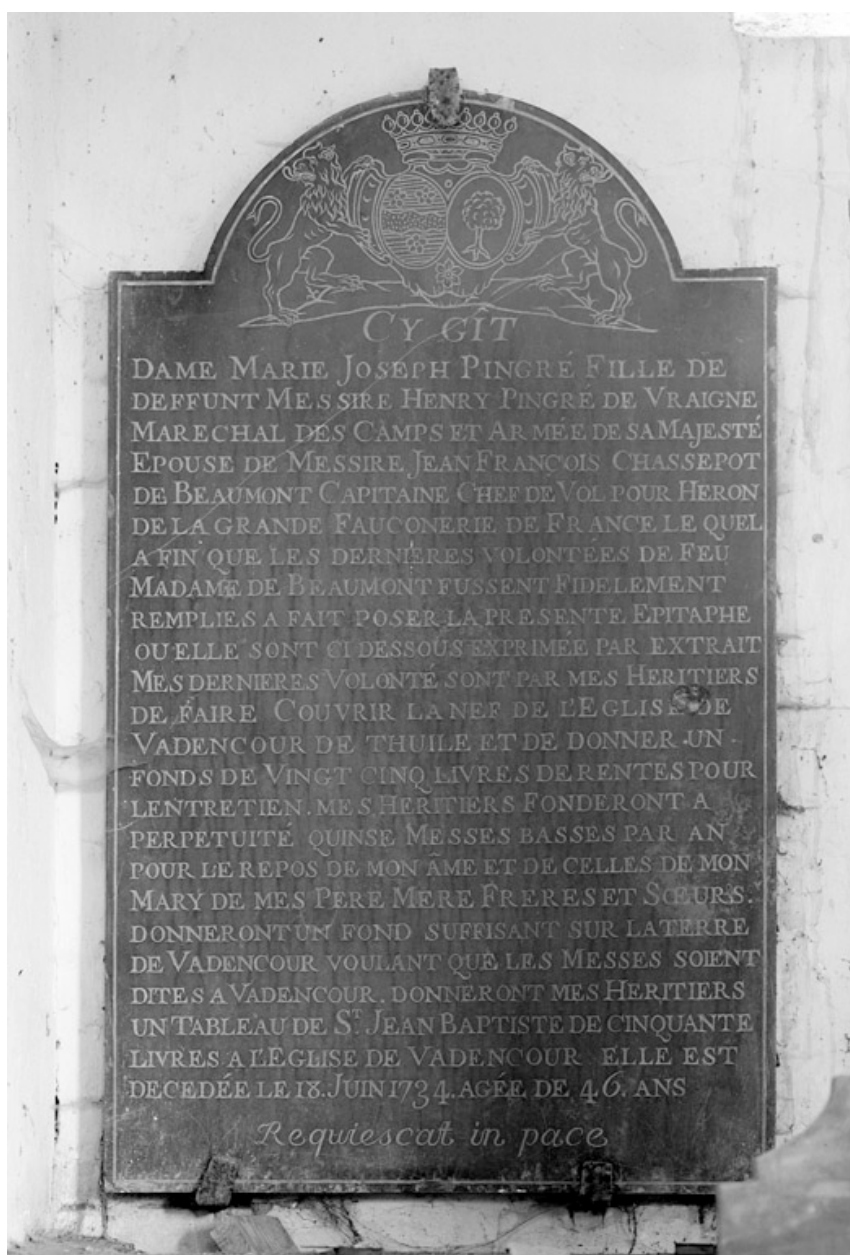 CY GÎT
DAME MARIE JOSEPH PINGRÉ FILLE DE
DEFFUNT MESSIRE HENRY PINGRÉ DE VRAIGNE
MARECHAL DES CAMPS ET ARMÉE DE SA MAJESTÉ
EPOUSE DE MESSIRE JEAN FRANÇOIS CHASSEPOT
DE BEAUMONT CAPITAINE CHEF DE VOL POUR HERON
DE LA GRANDE FAUCONERIE DE FRANCE LE QUEL
A FIN QUE LES DERNIERES VOLONTÉES DE FEU
MADAME DE BEAUMONT FUSSENT FIDELEMENT
REMPLIES A FAIT POSER LA PRESENTE EPITAPHE
OU ELLE SONT CI DESSOUS EXPRIMÉE PAR EXTRAIT
MES DERNIERES VOLONTÉ SONT PAR MES HERITIERS
DE FAIRE COUVRIR LA NEF DE L'EGLISE DE
VADENCOUR DE THUILE ET DE DONNER UN
FONDS DE VINGT CINQ LIVRES DE RENTES POUR
LENTRETIEN. MES HERITIERS FONDERONT A
PERPETUITÉ QUINSE MESSES BASSES PAR AN
POUR LE REPOS DE MON ÂME ET DE CELLES DE MON
MARY DE MES PERE MERE FRERES ET SŒURS.
DONNERONT UN FOND SUFFISANT SUR LA TERRE
DE VADENCOUR VOULANT QUE LES MESSES SOIENT
DITES A VADENCOUR. DONNERONT MES HERITIERS
UN TABLEAU DE ST. JEAN BAPTISTE DE CINQUANTE
LIVRES A L'EGLISE DE VADENCOUR ELLE EST
DECEDÉE LE 18. JUIN 1734. AGÉE DE 46. ANS
Requiescat in pace